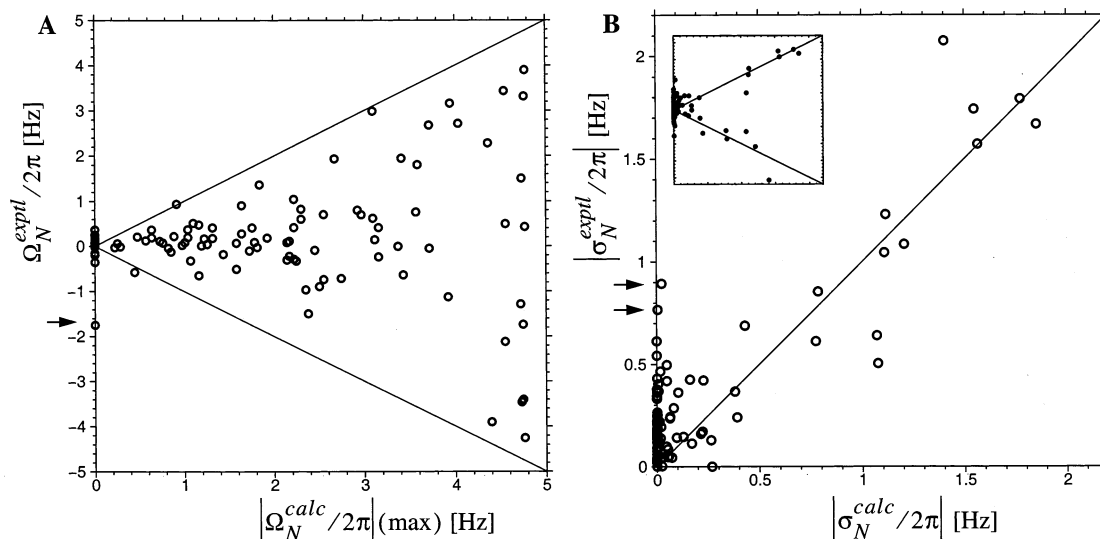 A
Ω_N^exptl/2π [Hz]
5
4
3
2
1
0
−1
−2
−3
−4
−5
0 1 2 3 4 5
|Ω_N^calc/2π|(max) [Hz]
B
|σ_N^exptl/2π| [Hz]
2
1.5
1
0.5
0
0 0.5 1 1.5 2
|σ_N^calc/2π| [Hz]